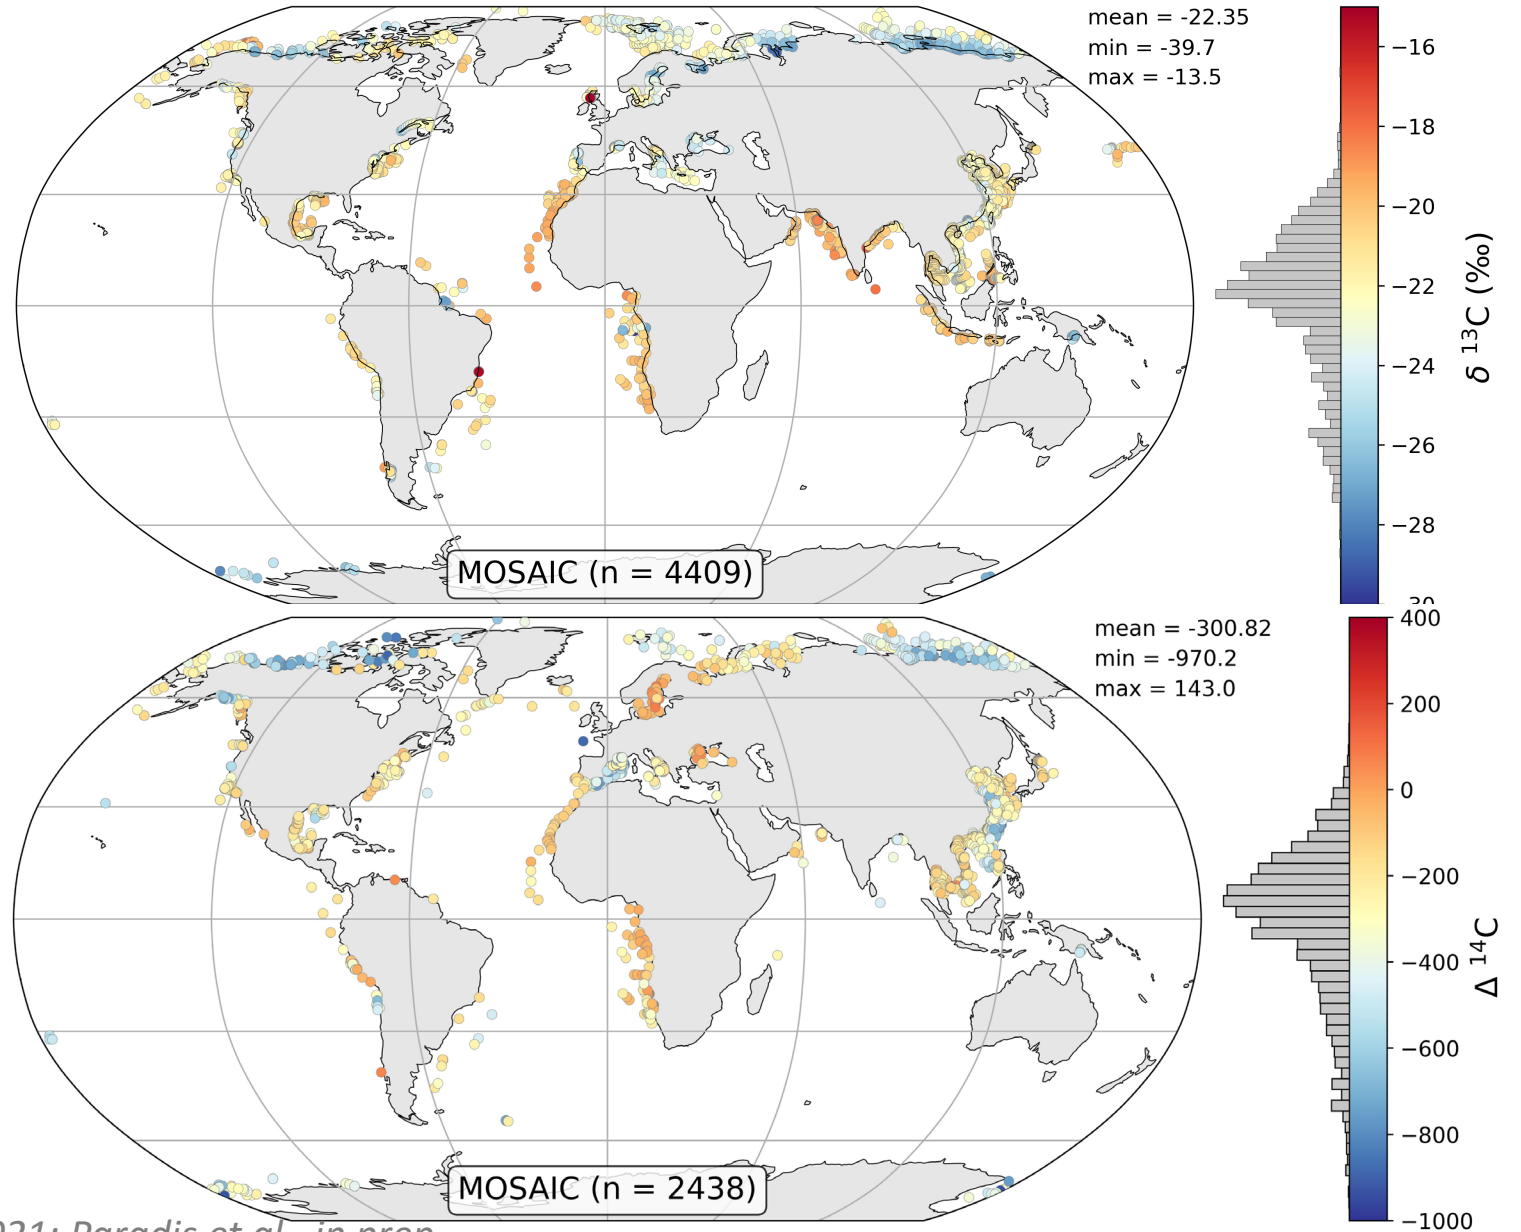 mean = -22.35
min = -39.7
max = -13.5
−16
−18
−20
−22
−24
−26
−28
δ ¹³C (‰)
MOSAIC (n = 4409)
mean = -300.82
min = -970.2
max = 143.0
400
200
0
−200
−400
−600
−800
−1000
Δ ¹⁴C
MOSAIC (n = 2438)
021; Paradis et al., in prep